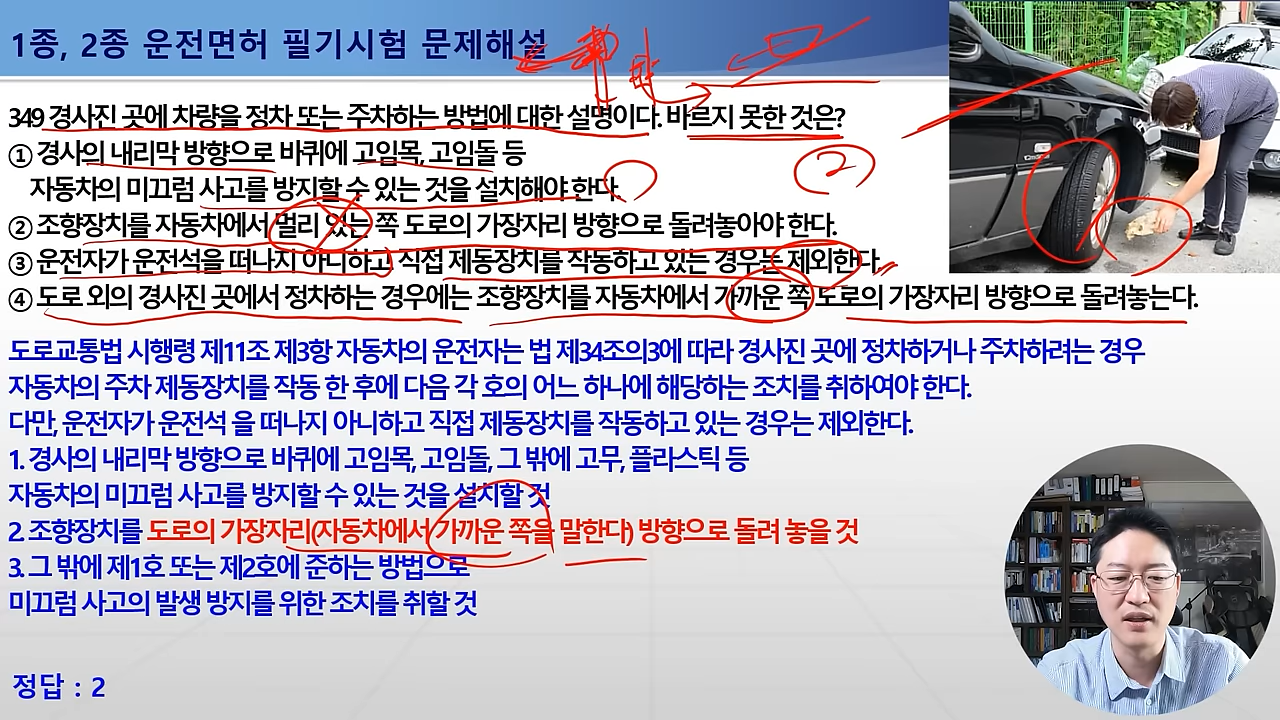 1종, 2종 운전면허 필기시험 문제해설
349 경사진 곳에 차량을 정차 또는 주차하는 방법에 대한 설명이다. 바르지 못한 것은?
① 경사의 내리막 방향으로 바퀴에 고임목, 고임돌 등
자동차의 미끄럼 사고를 방지할 수 있는 것을 설치해야 한다.
② 조향장치를 자동차에서 멀리 있는 쪽 도로의 가장자리 방향으로 돌려놓아야 한다.
③ 운전자가 운전석을 떠나지 아니하고 직접 제동장치를 작동하고 있는 경우는 제외한다.
④ 도로 외의 경사진 곳에서 정차하는 경우에는 조향장치를 자동차에서 가까운 쪽 도로의 가장자리 방향으로 돌려놓는다.
도로교통법 시행령 제11조 제3항 자동차의 운전자는 법 제34조의3에 따라 경사진 곳에 정차하거나 주차하려는 경우
자동차의 주차 제동장치를 작동 한 후에 다음 각 호의 어느 하나에 해당하는 조치를 취하여야 한다.
다만, 운전자가 운전석 을 떠나지 아니하고 직접 제동장치를 작동하고 있는 경우는 제외한다.
1. 경사의 내리막 방향으로 바퀴에 고임목, 고임돌, 그 밖에 고무, 플라스틱 등
자동차의 미끄럼 사고를 방지할 수 있는 것을 설치할 것
2. 조향장치를 도로의 가장자리(자동차에서 가까운 쪽을 말한다) 방향으로 돌려 놓을 것
3. 그 밖에 제1호 또는 제2호에 준하는 방법으로
미끄럼 사고의 발생 방지를 위한 조치를 취할 것
정답 : 2